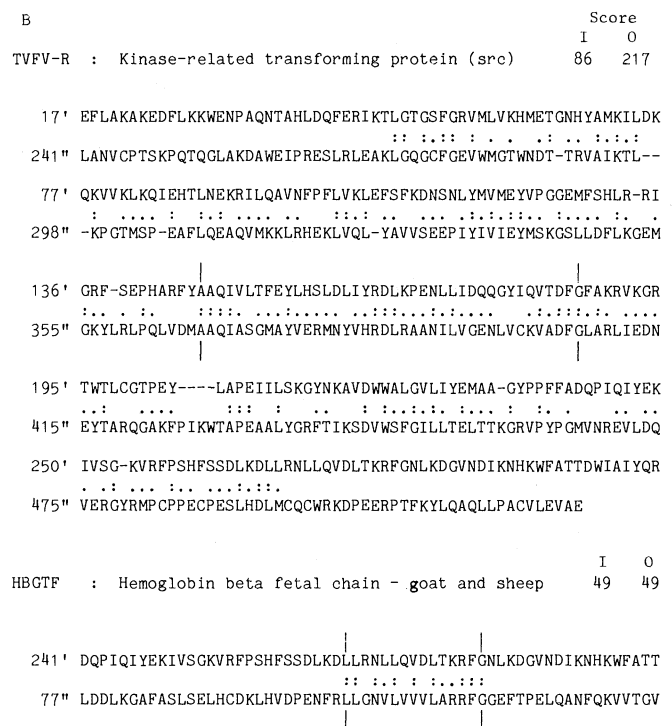 B
Score
I O
TVFV-R : Kinase-related transforming protein (src) 86 217
17' EFLAKAKEDFLKKWENPAQNTAHLDQFERIKTLGTGSFGRVMLVKHMETGNHYAMKILDK
:: :.:: : . . .: : :.:.:
241" LANVCPTSKPQTQGLAKDAWEIPRESLRLEAKLGQGCFGEVWMGTWNDT-TRVAIKTL--
77' QKVVKLKQIEHTLNEKRILQAVNFPFLVKLEFSFKDNSNLYMVMEYVPGGEMFSHLR-RI
: .... : :.:.... .. ::.: . .. ..: :.::.:: ... .:. .
298" -KPGTMSP-EAFLQEAQVMKKLRHEKLVQL-YAVVSEEPIYIVIEYMSKGSLLDFLKGEM
136' GRF-SEPHARFYAAQIVLTFEYLHSLDLIYRDLKPENLLIDQQGYIQVTDFGFAKRVKGR
:.. . :. ::::. . .:.. .... .. :::. :.:.:. .. .::::.:. ..
355" GKYLRLPQLVDMAAQIASGMAYVERMNYVHRDLRAANILVGENLVCKVADFGLARLIEDN
195' TWTLCGTPEY----LAPEIILSKGYNKAVDWWALGVLIYEMAA-GYPPFFADQPIQIYEK
..: .... ::: : .. :.:..:.: :.. : :. . .. ..
415" EYTARQGAKFPIKWTAPEAALYGRFTIKSDVWSFGILLTELTTKGRVPYPGMVNREVLDQ
250' IVSG-KVRFPSHFSSDLKDLLRNLLQVDLTKRFGNLKDGVNDIKNHKWFATTDWIAIYQR
. .: ... : .. ...:.::.
475" VERGYRMPCPPECPESLHDLMCQCWRKDPEERPTFKYLQAQLLPACVLEVAE
I O
HBGTF : Hemoglobin beta fetal chain - goat and sheep 49 49
241' DQPIQIYEKIVSGKVRFPSHFSSDLKDLLRNLLQVDLTKRFGNLKDGVNDIKNHKWFATT
:: :.: : :..:::
77" LDDLKGAFASLSELHCDKLHVDPENFRLLGNVLVVVLARRFGGEFTPELQANFQKVVTGV